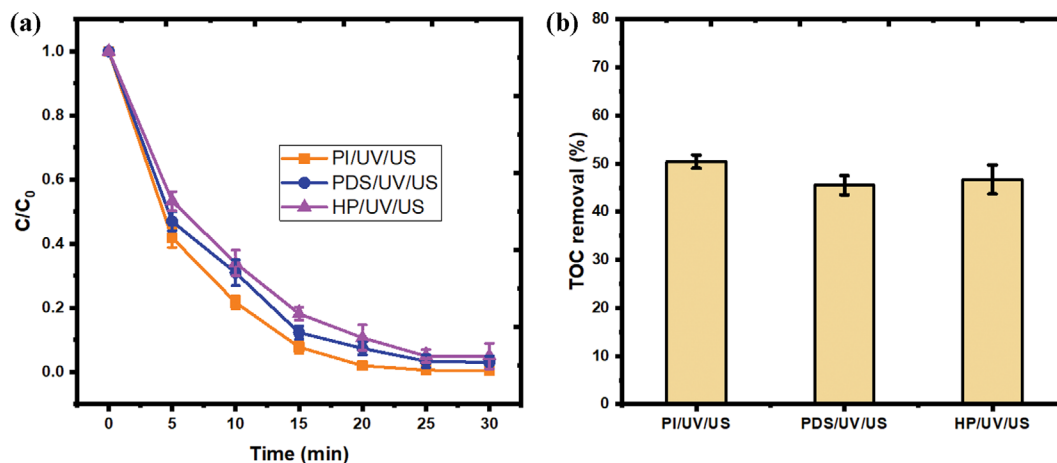 (a)
1.0
0.8
0.6
0.4
0.2
0.0
C/C₀
PI/UV/US
PDS/UV/US
HP/UV/US
0 5 10 15 20 25 30
Time (min)
(b)
80
70
60
50
40
30
20
10
0
TOC removal (%)
PI/UV/US PDS/UV/US HP/UV/US